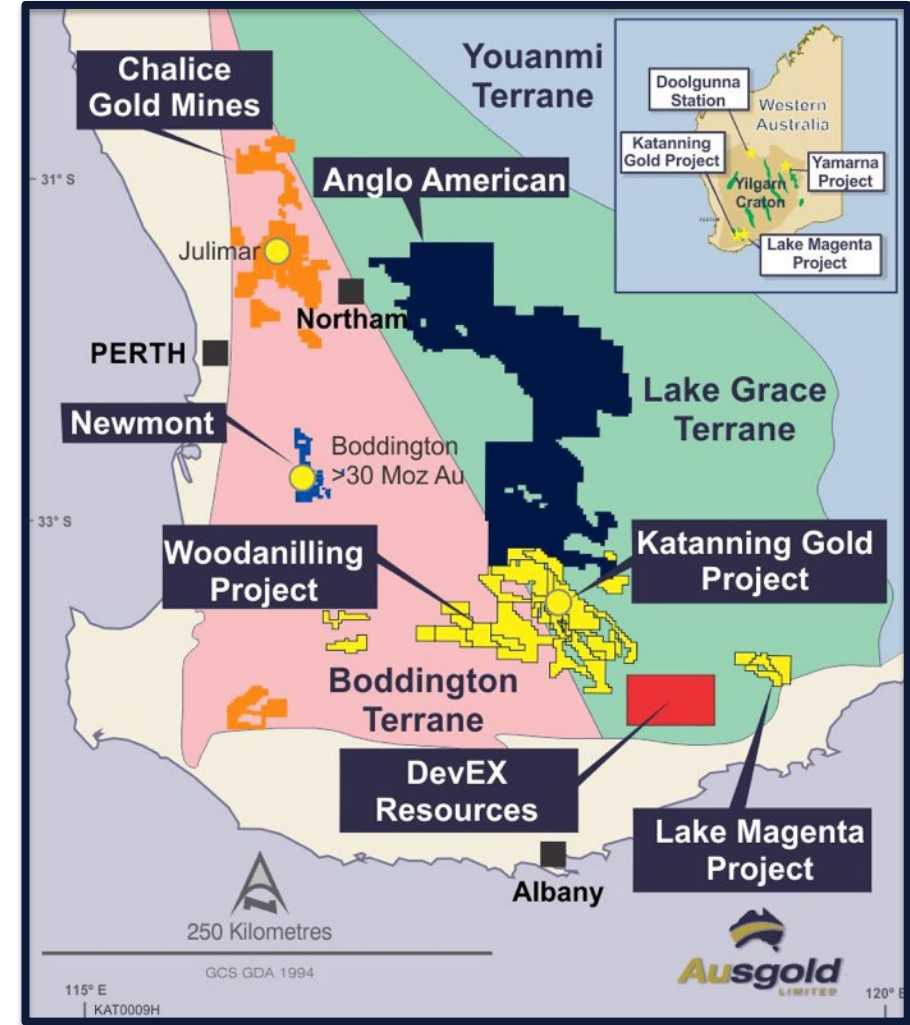 Chalice
Gold Mines
Youanmi
Terrane
Doolgunna
Station
Western
Australia
Katanning
Gold Project
Yamarna
Project
Yilgarn
Craton
Lake Magenta
Project
31° S
Anglo American
Julimar
Northam
PERTH
Lake Grace
Terrane
Newmont
Boddington
>30 Moz Au
33° S
Woodanilling
Project
Katanning Gold
Project
Boddington
Terrane
DevEX
Resources
Lake Magenta
Project
Albany
250 Kilometres
GCS GDA 1994
Ausgold
LIMITED
115° E
120° E
KAT0009H